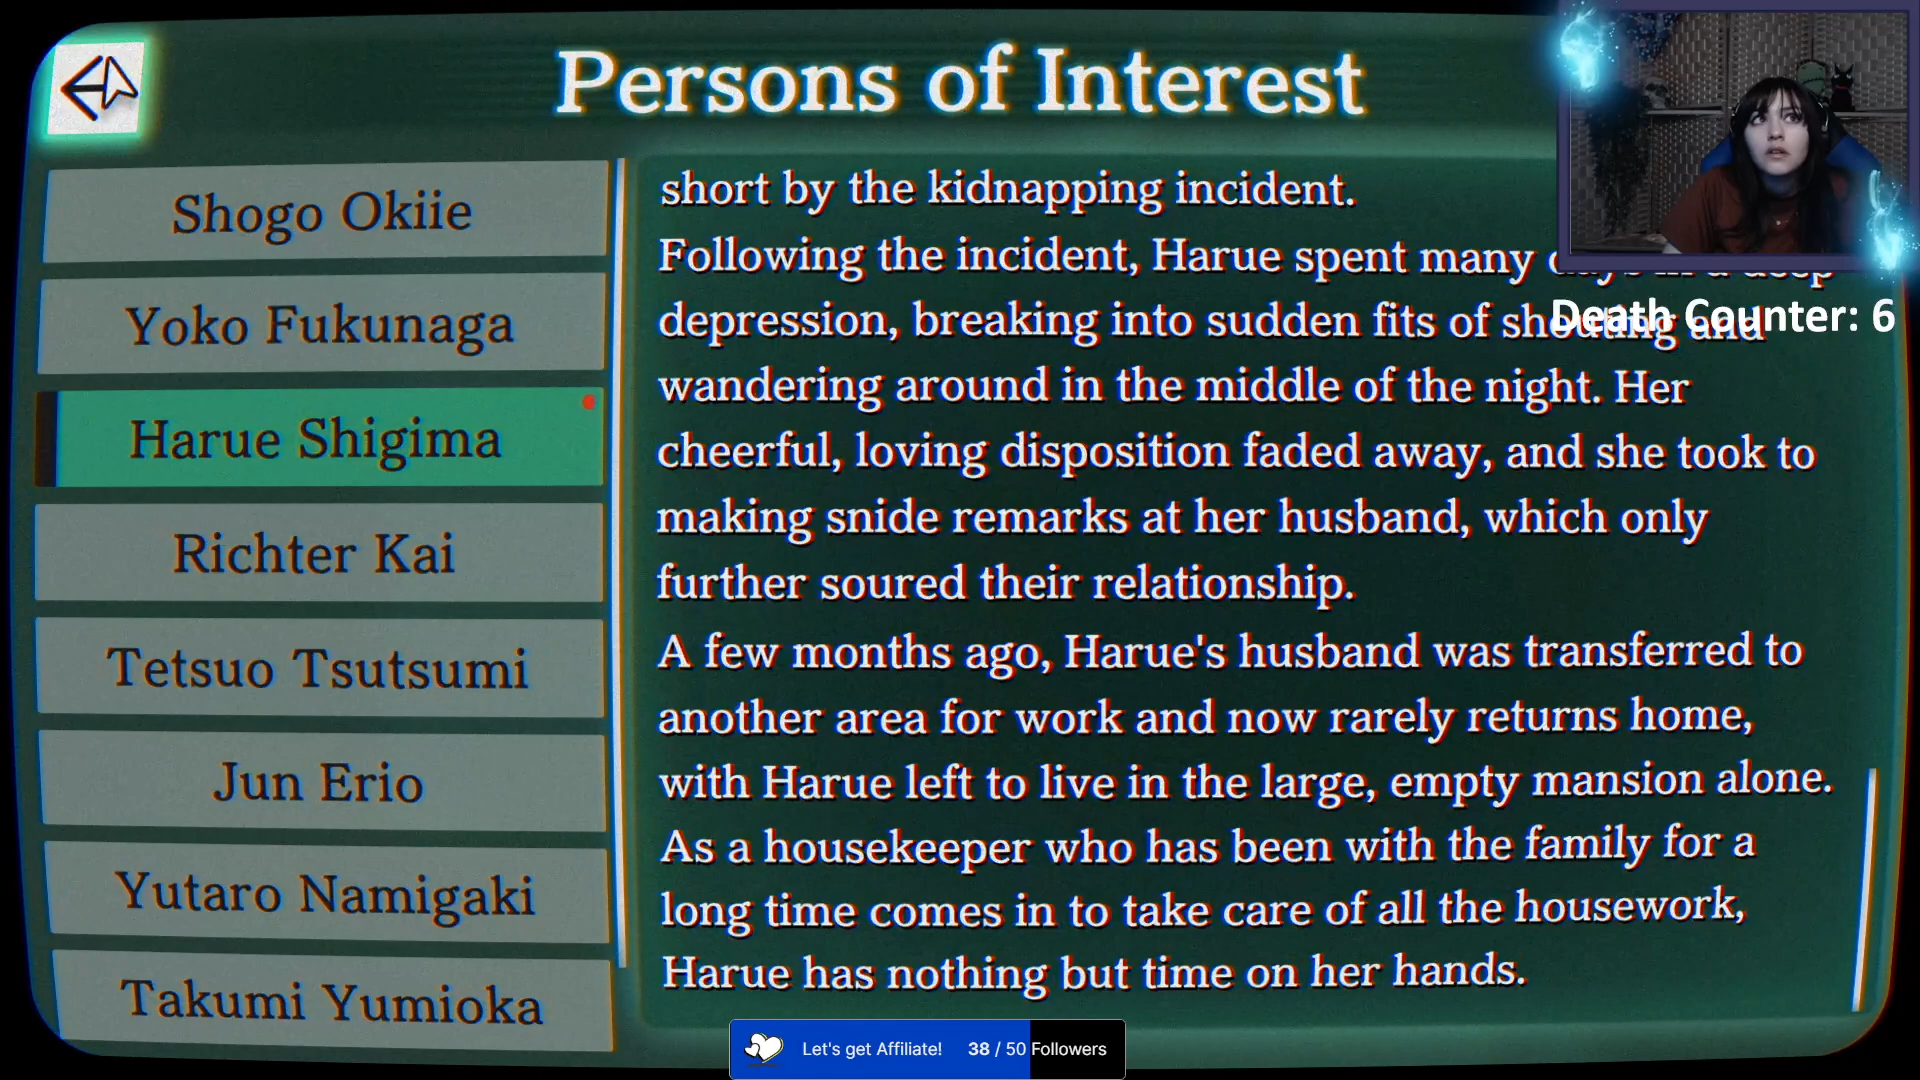 Persons of Interest
Shogo Okiie
Yoko Fukunaga
Harue Shigima
Richter Kai
Tetsuo Tsutsumi
Jun Erio
Yutaro Namigaki
Takumi Yumioka
short by the kidnapping incident.
Following the incident, Harue spent many days in a deep
depression, breaking into sudden fits of shouting and
wandering around in the middle of the night. Her
cheerful, loving disposition faded away, and she took to
making snide remarks at her husband, which only
further soured their relationship.
A few months ago, Harue's husband was transferred to
another area for work and now rarely returns home,
with Harue left to live in the large, empty mansion alone.
As a housekeeper who has been with the family for a
long time comes in to take care of all the housework,
Harue has nothing but time on her hands.
Death Counter: 6
Let's get Affiliate! 38 / 50 Followers